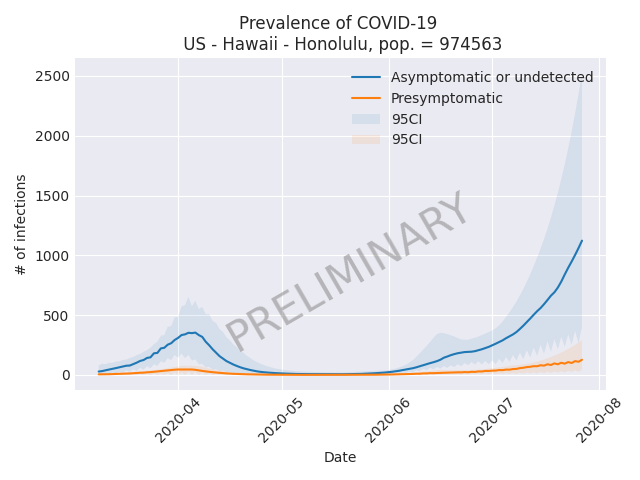 Prevalence of COVID-19
US - Hawaii - Honolulu, pop. = 974563
Asymptomatic or undetected
Presymptomatic
95CI
95CI
2500
2000
1500
1000
500
0
# of infections
PRELIMINARY
2020-04
2020-05
2020-06
2020-07
2020-08
Date